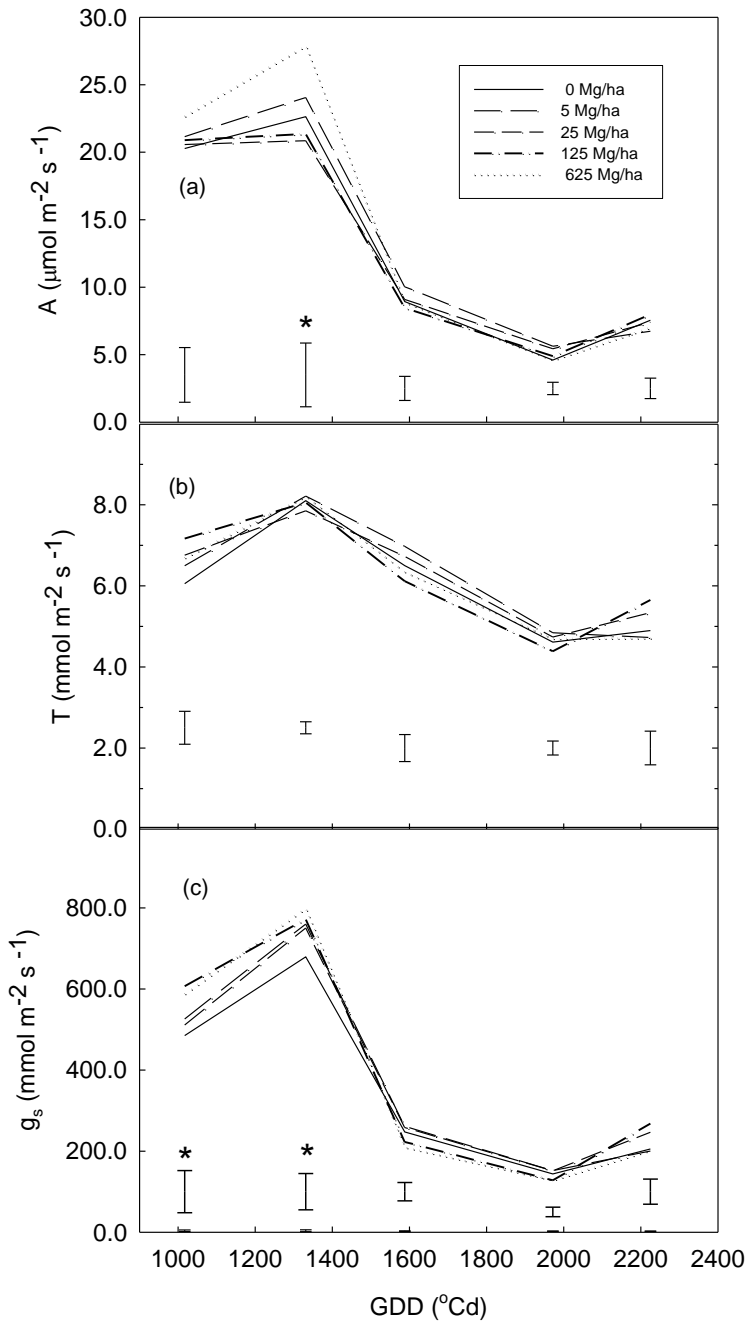 30.0
25.0
20.0
15.0
10.0
5.0
0.0
A (μmol m-2 s -1)
(a)
*
0 Mg/ha
5 Mg/ha
25 Mg/ha
125 Mg/ha
625 Mg/ha
8.0
6.0
4.0
2.0
0.0
T (mmol m-2 s -1)
(b)
800.0
600.0
400.0
200.0
0.0
gs (mmol m-2 s -1)
(c)
* *
1000 1200 1400 1600 1800 2000 2200 2400
GDD (oCd)